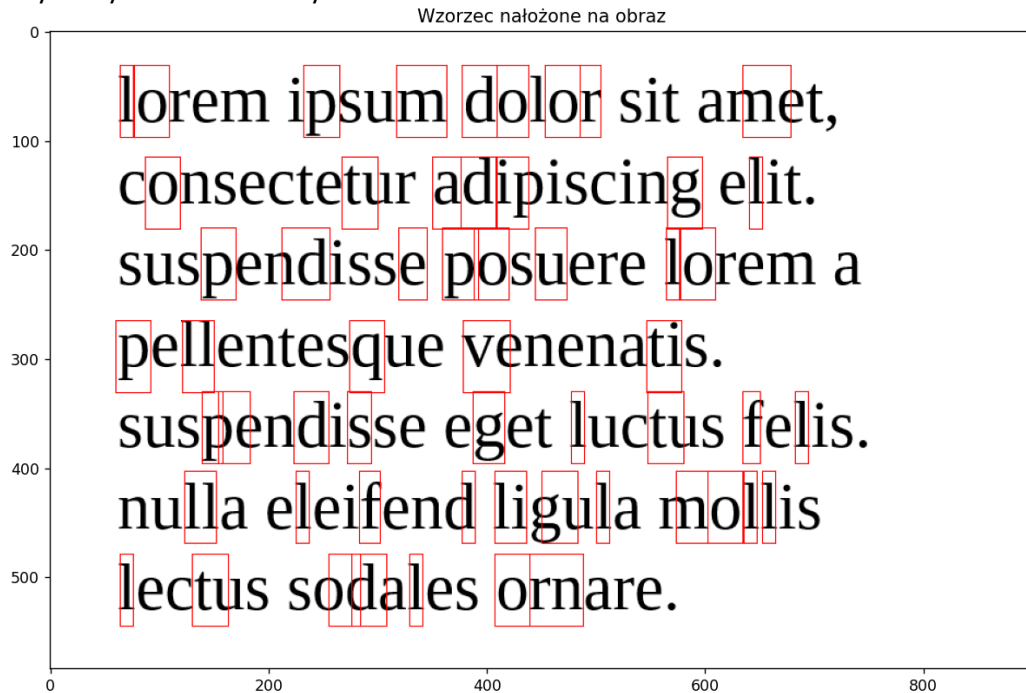 Wzorzec nałożone na obraz
lorem ipsum dolor sit amet,
consectetur adipiscing elit.
suspendisse posuere lorem a
pellentesque venenatis.
suspendisse eget luctus felis.
nulla eleifend ligula mollis
lectus sodales ornare.
0
100
200
300
400
500
0 200 400 600 800